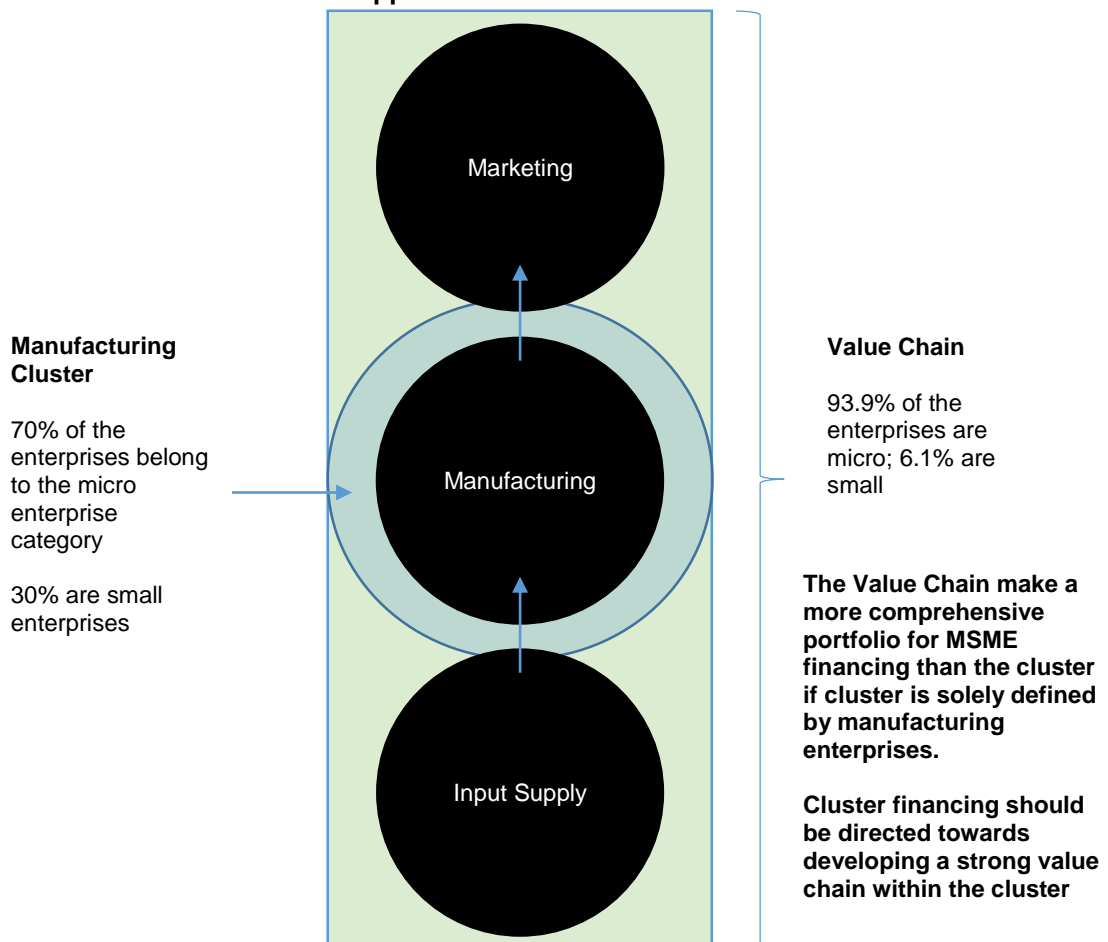 Marketing
Manufacturing
Cluster
70% of the
enterprises belong
to the micro
enterprise
category
30% are small
enterprises
Manufacturing
Input Supply
Value Chain
93.9% of the
enterprises are
micro; 6.1% are
small
The Value Chain make a
more comprehensive
portfolio for MSME
financing than the cluster
if cluster is solely defined
by manufacturing
enterprises.
Cluster financing should
be directed towards
developing a strong value
chain within the cluster